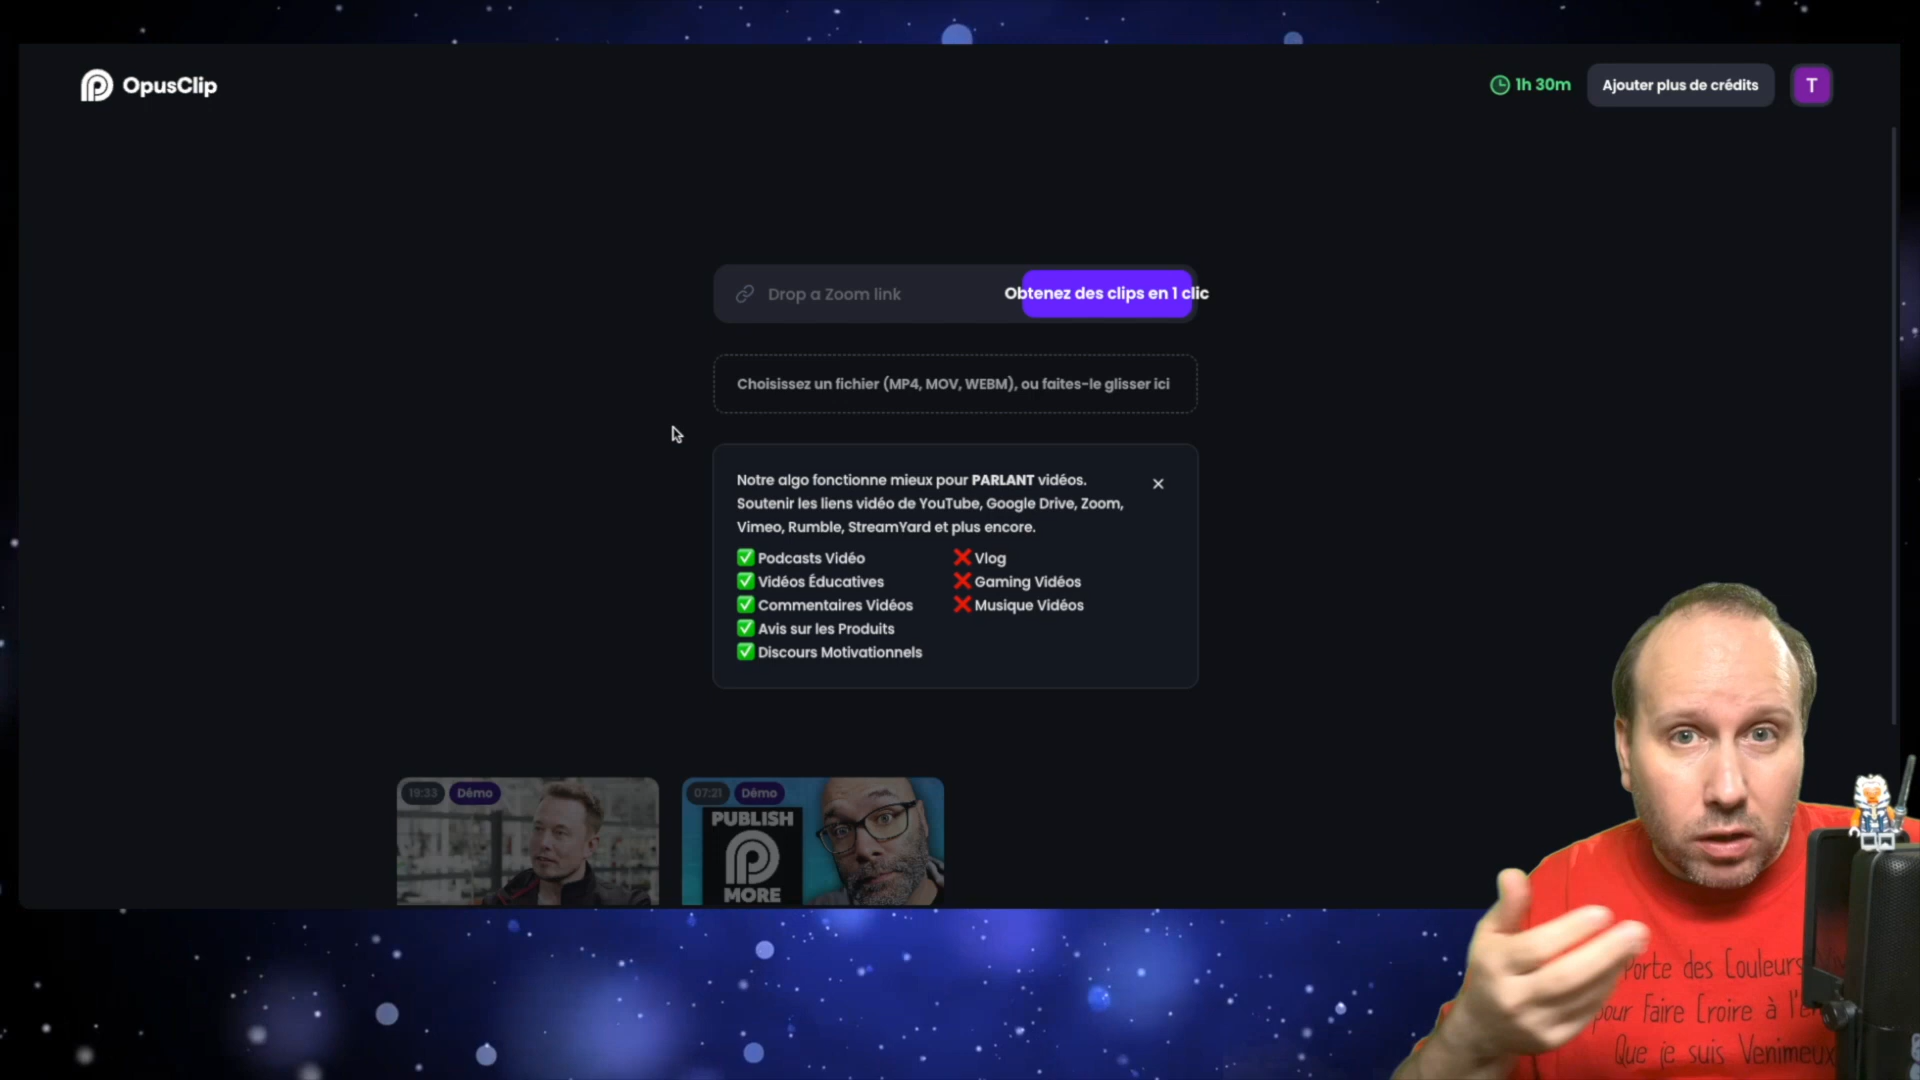 OpusClip
1h 30m
Ajouter plus de crédits
T
Drop a Zoom link
Obtenez des clips en 1 clic
Choisissez un fichier (MP4, MOV, WEBM), ou faites-le glisser ici
Notre algo fonctionne mieux pour PARLANT vidéos.
Soutenir les liens vidéo de YouTube, Google Drive, Zoom,
Vimeo, Rumble, StreamYard et plus encore.
Podcasts Vidéo
Vidéos Éducatives
Commentaires Vidéos
Avis sur les Produits
Discours Motivationnels
Vlog
Gaming Vidéos
Musique Vidéos
19:33
Démo
07:21
Démo
PUBLISH
MORE
Porte des Couleurs
pour Faire Croire à
Que je suis Venimeux